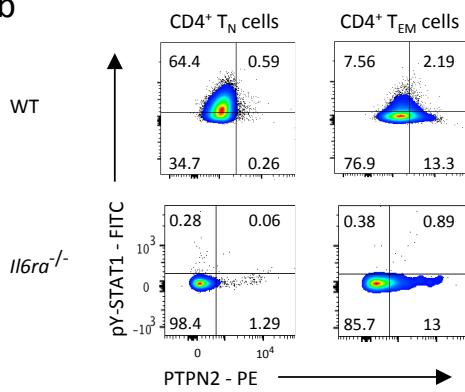 b
CD4⁺ T_N cells
CD4⁺ T_EM cells
WT
64.4 0.59
34.7 0.26
7.56 2.19
76.9 13.3
Il6ra⁻/⁻
pY-STAT1 - FITC
10³
0
-10³
0.28 0.06
98.4 1.29
0.38 0.89
85.7 13
0 10⁴
PTPN2 - PE